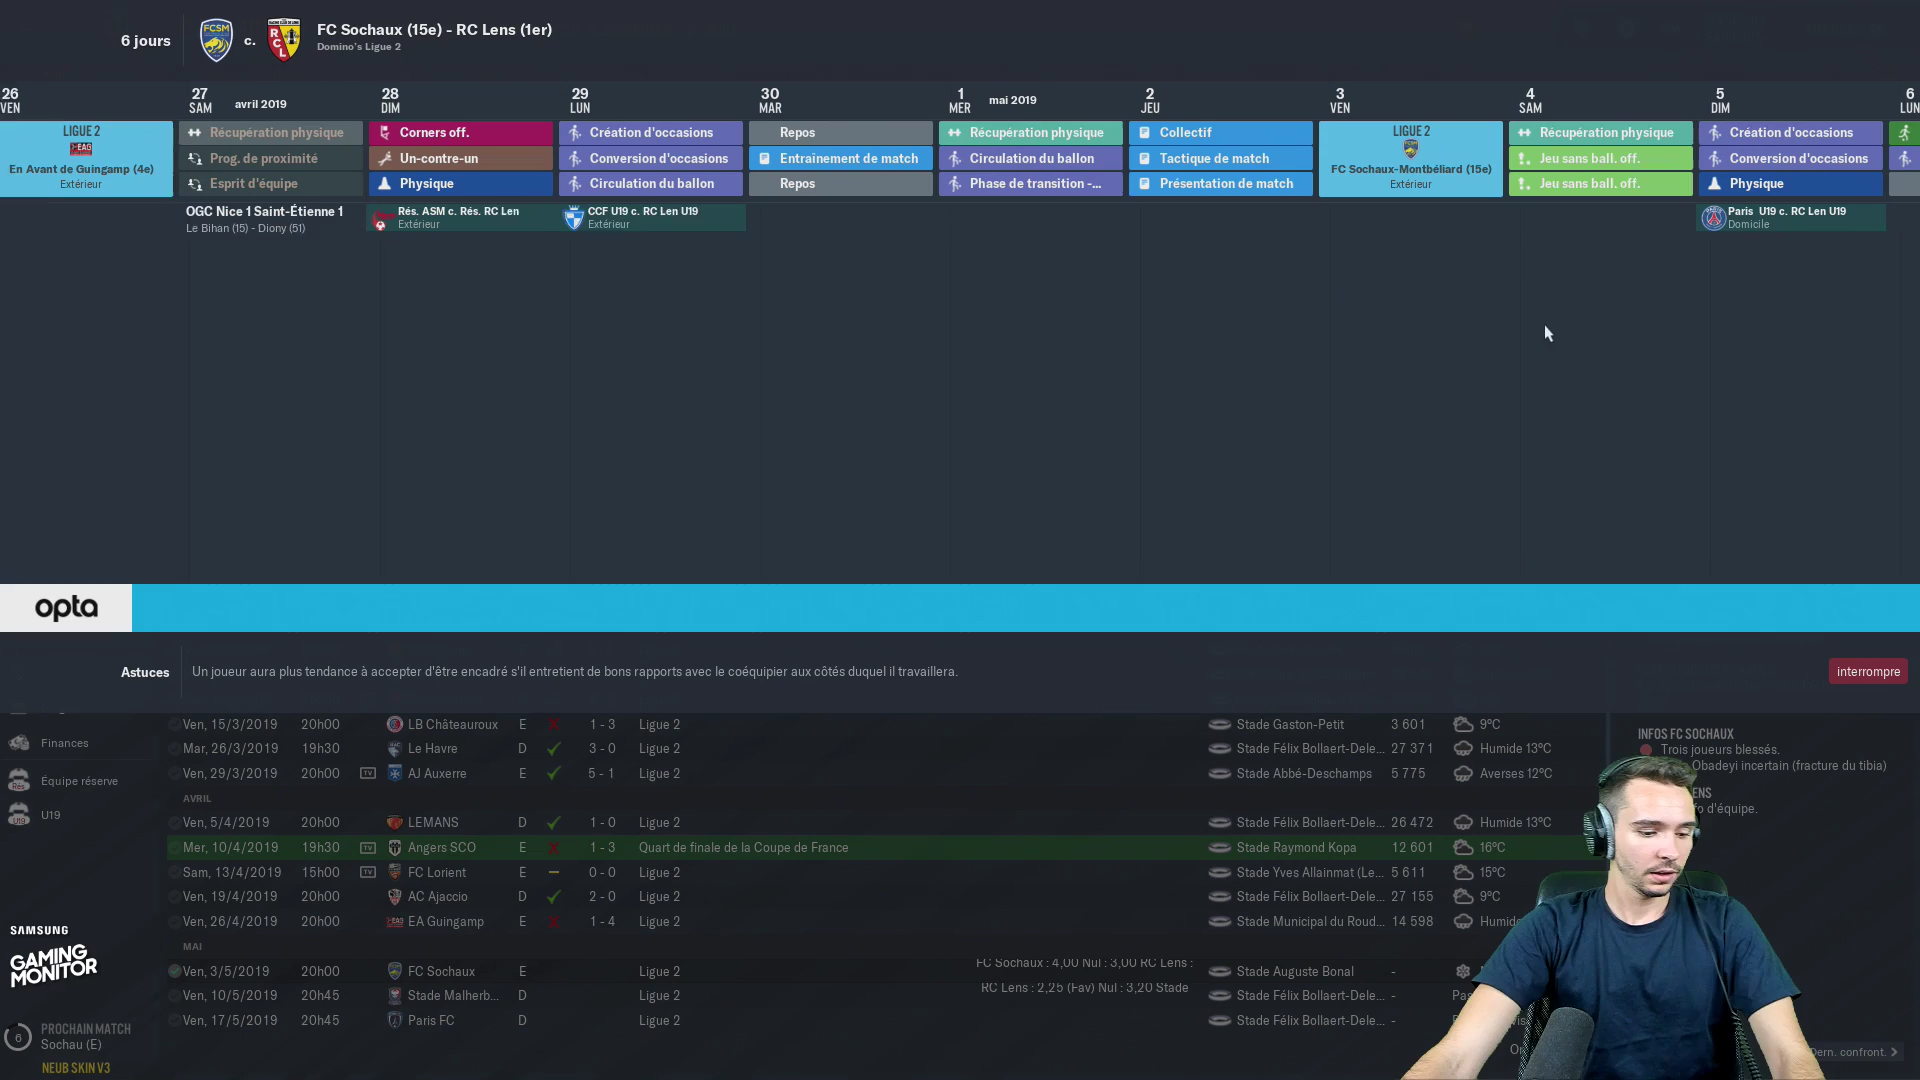 6 jours
c.
FC Sochaux (15e) - RC Lens (1er)
Domino's Ligue 2
26 VEN
27 SAM avril 2019
28 DIM
29 LUN
30 MAR
1 MER mai 2019
2 JEU
3 VEN
4 SAM
5 DIM
6 LUN
LIGUE 2
En Avant de Guingamp (4e)
Extérieur
Récupération physique
Prog. de proximité
Esprit d'équipe
Corners off.
Un-contre-un
Physique
Création d'occasions
Conversion d'occasions
Circulation du ballon
Repos
Entrainement de match
Repos
Récupération physique
Circulation du ballon
Phase de transition -...
Collectif
Tactique de match
Présentation de match
LIGUE 2
FC Sochaux-Montbéliard (15e)
Extérieur
Récupération physique
Jeu sans ball. off.
Jeu sans ball. off.
Création d'occasions
Conversion d'occasions
Physique
OGC Nice 1 Saint-Étienne 1
Le Bihan (15) - Diony (51)
Rés. ASM c. Rés. RC Len
Extérieur
CCF U19 c. RC Len U19
Extérieur
Paris U19 c. RC Len U19
Domicile
opta
Astuces
Un joueur aura plus tendance à accepter d'être encadré s'il entretient de bons rapports avec le coéquipier aux côtés duquel il travaillera.
interrompre
Finances
Équipe réserve
U19
Ven, 15/3/2019 20h00 LB Châteauroux E 1 - 3 Ligue 2 Stade Gaston-Petit 3 601 9°C
Mar, 26/3/2019 19h30 Le Havre D 3 - 0 Ligue 2 Stade Félix Bollaert-Dele... 27 371 Humide 13°C
Ven, 29/3/2019 20h00 TV AJ Auxerre E 5 - 1 Ligue 2 Stade Abbé-Deschamps 5 775 Averses 12°C
AVRIL
Ven, 5/4/2019 20h00 LEMANS D 1 - 0 Ligue 2 Stade Félix Bollaert-Dele... 26 472 Humide 13°C
Mer, 10/4/2019 19h30 TV Angers SCO E 1 - 3 Quart de finale de la Coupe de France Stade Raymond Kopa 12 601 16°C
Sam, 13/4/2019 15h00 TV FC Lorient E 0 - 0 Ligue 2 Stade Yves Allainmat (Le... 5 611 15°C
Ven, 19/4/2019 20h00 AC Ajaccio D 2 - 0 Ligue 2 Stade Félix Bollaert-Dele... 27 155 9°C
Ven, 26/4/2019 20h00 EA Guingamp E 1 - 4 Ligue 2 Stade Municipal du Roud... 14 598
MAI
Ven, 3/5/2019 20h00 FC Sochaux E Ligue 2 FC Sochaux : 4,00 Nul : 3,00 RC Lens : Stade Auguste Bonal -
Ven, 10/5/2019 20h45 Stade Malherb... D Ligue 2 RC Lens : 2,25 (Fav) Nul : 3,20 Stade Stade Félix Bollaert-Dele... -
Ven, 17/5/2019 20h45 Paris FC D Ligue 2 Stade Félix Bollaert-Dele... -
INFOS FC SOCHAUX
Trois joueurs blessés.
Obadeyi incertain (fracture du tibia)
d'équipe.
Dern. confront.
SAMSUNG
GAMING
MONITOR
6
PROCHAIN MATCH
Sochau (E)
NEUB SKIN V3